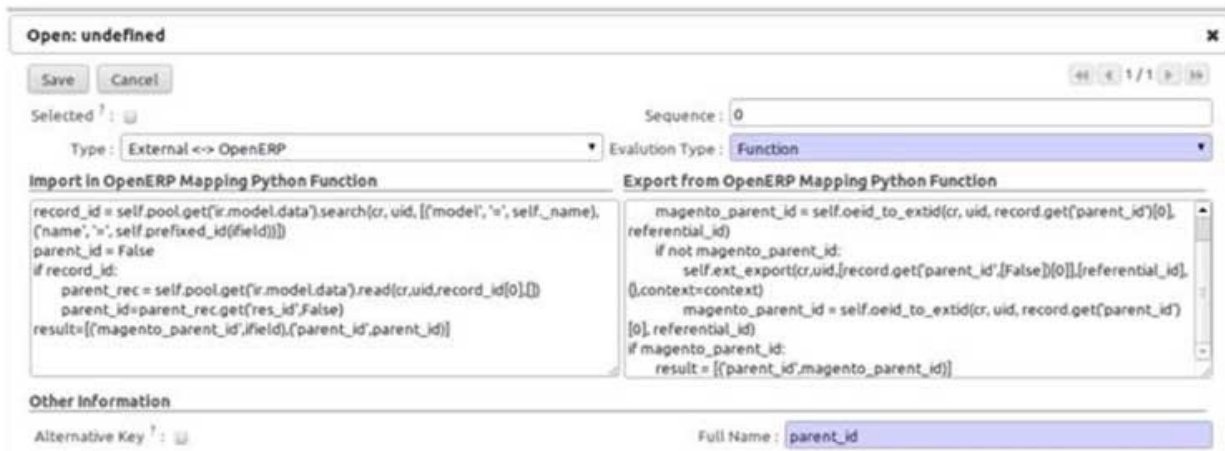 Open: undefined
Save Cancel 1 / 1
Selected ? : Sequence : 0
Type : External <-> OpenERP Evalution Type : Function
Import in OpenERP Mapping Python Function Export from OpenERP Mapping Python Function
record_id = self.pool.get('ir.model.data').search(cr, uid, [('model', '=', self._name),
('name', '=', self.prefixed_id(ifield))])
parent_id = False
if record_id:
parent_rec = self.pool.get('ir.model.data').read(cr,uid,record_id[0],[])
parent_id=parent_rec.get('res_id',False)
result=[('magento_parent_id',ifield),('parent_id',parent_id)]
magento_parent_id = self.oeid_to_extid(cr, uid, record.get('parent_id')[0],
referential_id)
if not magento_parent_id:
self.ext_export(cr,uid,[record.get('parent_id',[False])[0]],[referential_id],
{},context=context)
magento_parent_id = self.oeid_to_extid(cr, uid, record.get('parent_id')
[0], referential_id)
if magento_parent_id:
result = [('parent_id',magento_parent_id)]
Other Information
Alternative Key ? : Full Name : parent_id